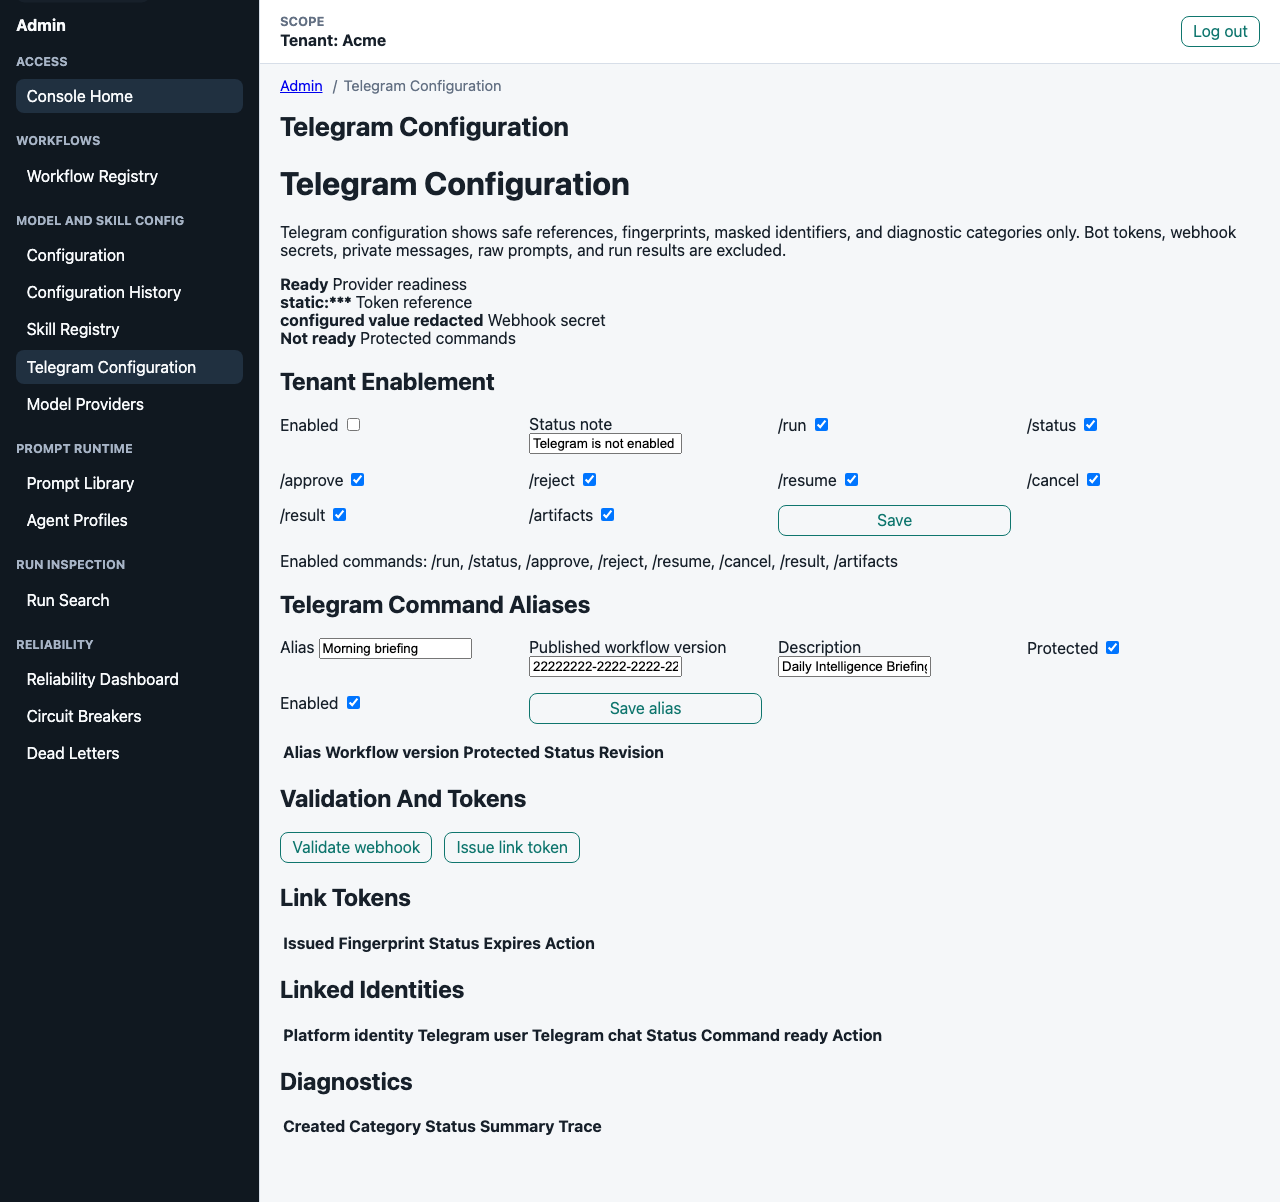 Admin
ACCESS
Console Home
WORKFLOWS
Workflow Registry
MODEL AND SKILL CONFIG
Configuration
Configuration History
Skill Registry
Telegram Configuration
Model Providers
PROMPT RUNTIME
Prompt Library
Agent Profiles
RUN INSPECTION
Run Search
RELIABILITY
Reliability Dashboard
Circuit Breakers
Dead Letters
SCOPE
Tenant: Acme
Log out
Admin / Telegram Configuration
Telegram Configuration
Telegram Configuration
Telegram configuration shows safe references, fingerprints, masked identifiers, and diagnostic categories only. Bot tokens, webhook
secrets, private messages, raw prompts, and run results are excluded.
Ready Provider readiness
static:*** Token reference
configured value redacted Webhook secret
Not ready Protected commands
Tenant Enablement
Enabled
Status note
Telegram is not enabled
/run
/status
/approve
/reject
/resume
/cancel
/result
/artifacts
Save
Enabled commands: /run, /status, /approve, /reject, /resume, /cancel, /result, /artifacts
Telegram Command Aliases
Alias Morning briefing
Published workflow version
22222222-2222-2222-22
Description
Daily Intelligence Briefing
Protected
Enabled
Save alias
Alias Workflow version Protected Status Revision
Validation And Tokens
Validate webhook
Issue link token
Link Tokens
Issued Fingerprint Status Expires Action
Linked Identities
Platform identity Telegram user Telegram chat Status Command ready Action
Diagnostics
Created Category Status Summary Trace